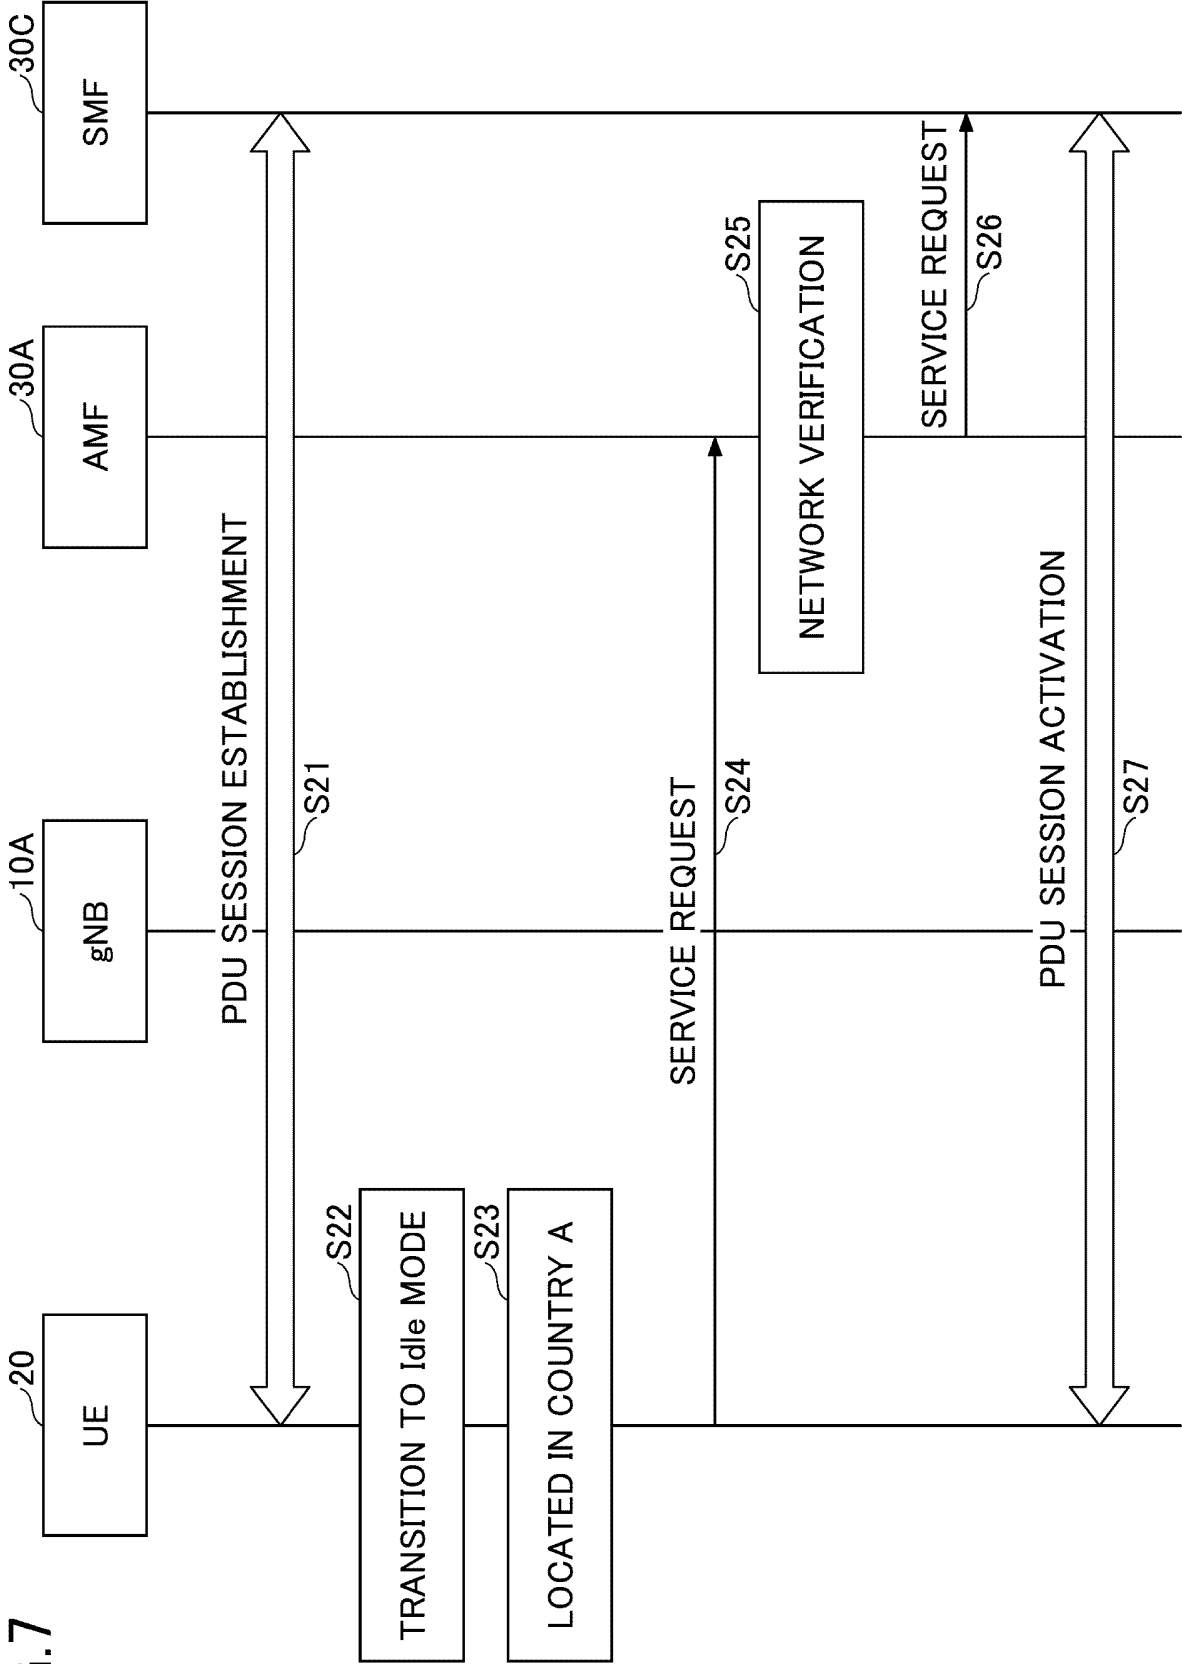 G.7
20
UE
10A
gNB
30A
AMF
30C
SMF
PDU SESSION ESTABLISHMENT
S21
S22
TRANSITION TO Idle MODE
S23
LOCATED IN COUNTRY A
SERVICE REQUEST
S24
S25
NETWORK VERIFICATION
SERVICE REQUEST
S26
PDU SESSION ACTIVATION
S27